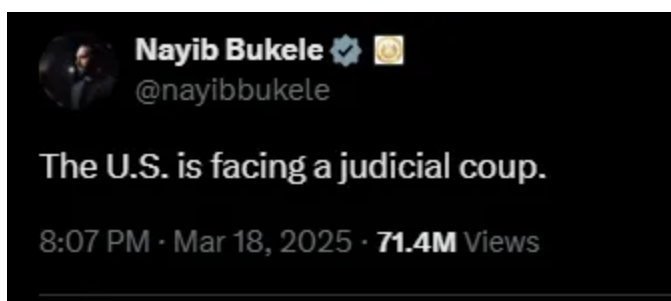 Nayib Bukele
@nayibbukele
The U.S. is facing a judicial coup.
8:07 PM · Mar 18, 2025 · 71.4M Views